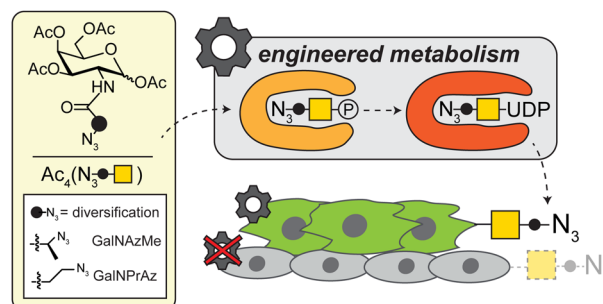 OAc
AcO OAc
O
AcO OAc
HN
O
N3
Ac4(N3 )
N3= diversification
N3 GalNAzMe
N3 GalNPrAz
engineered metabolism
N3 P
N3 UDP
N3
N